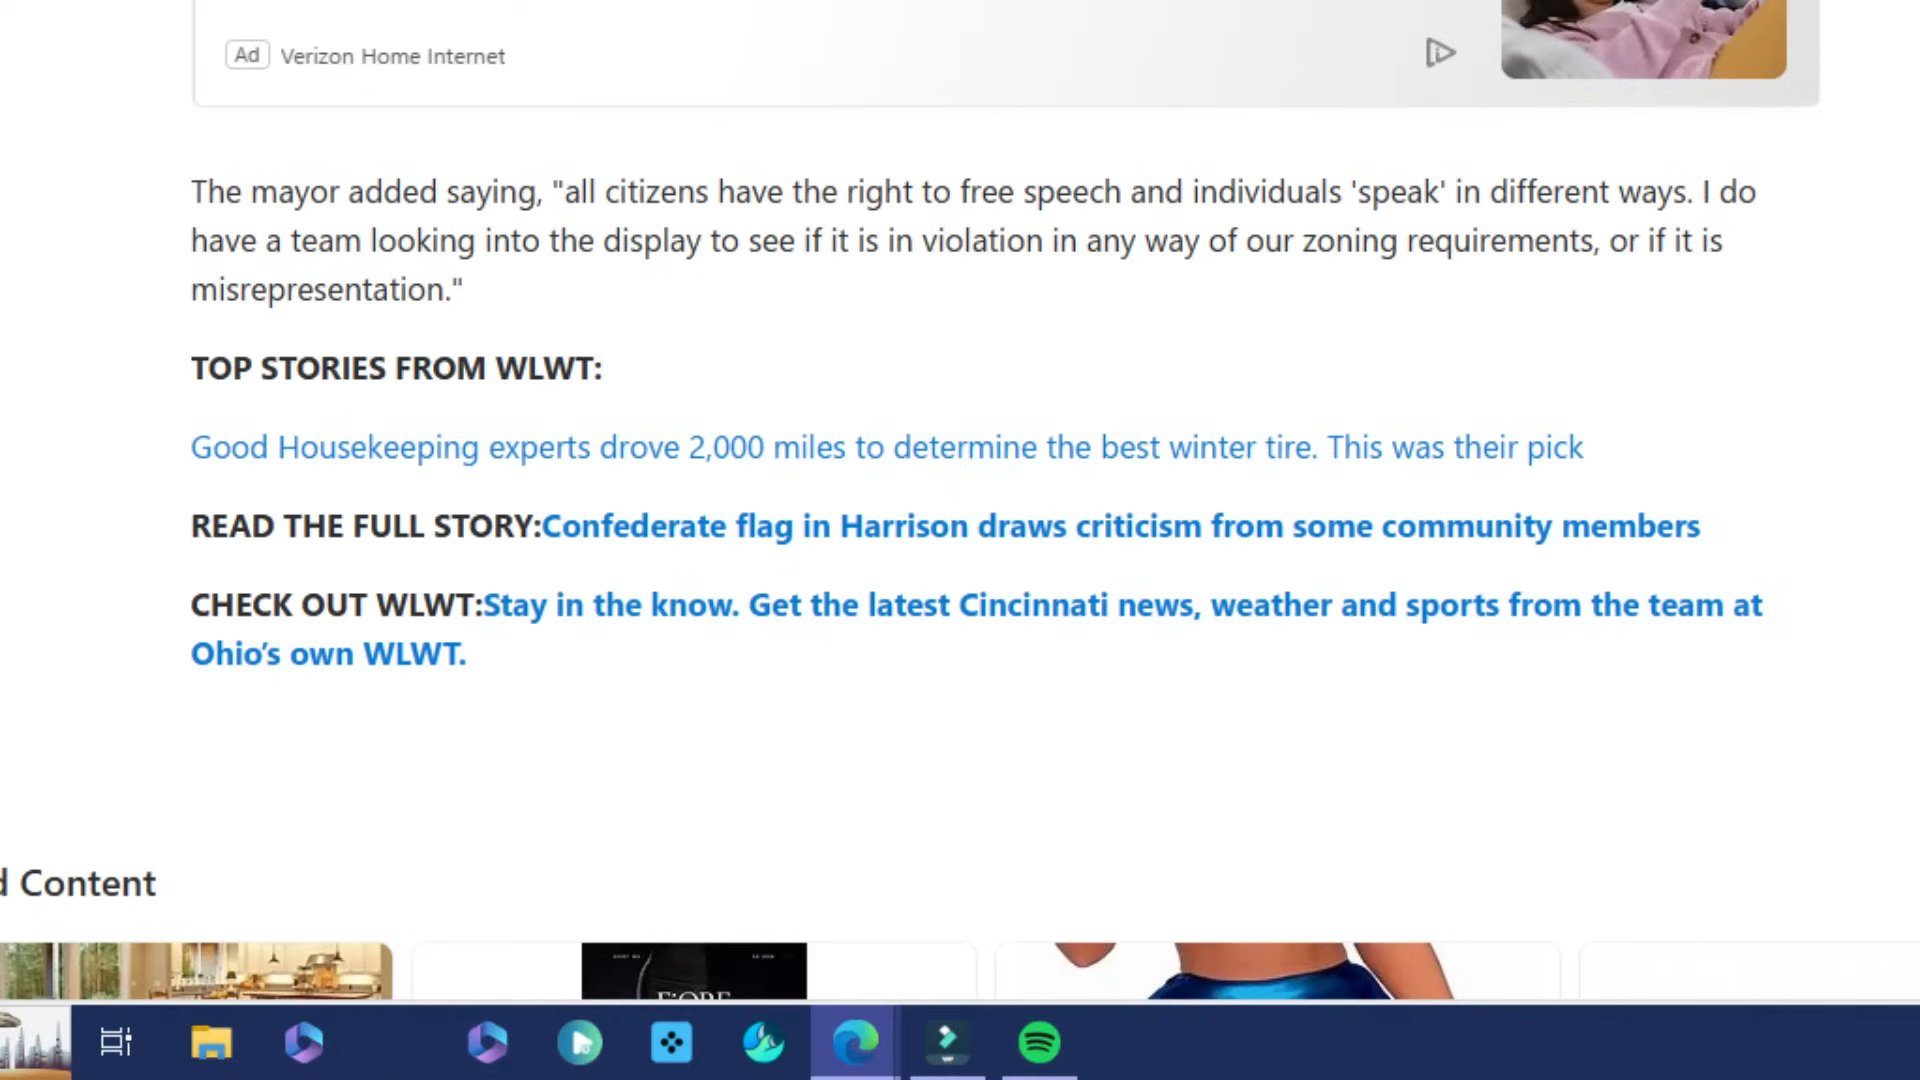 Ad Verizon Home Internet
The mayor added saying, "all citizens have the right to free speech and individuals 'speak' in different ways. I do
have a team looking into the display to see if it is in violation in any way of our zoning requirements, or if it is
misrepresentation."
TOP STORIES FROM WLWT:
Good Housekeeping experts drove 2,000 miles to determine the best winter tire. This was their pick
READ THE FULL STORY:Confederate flag in Harrison draws criticism from some community members
CHECK OUT WLWT:Stay in the know. Get the latest Cincinnati news, weather and sports from the team at
Ohio's own WLWT.
d Content